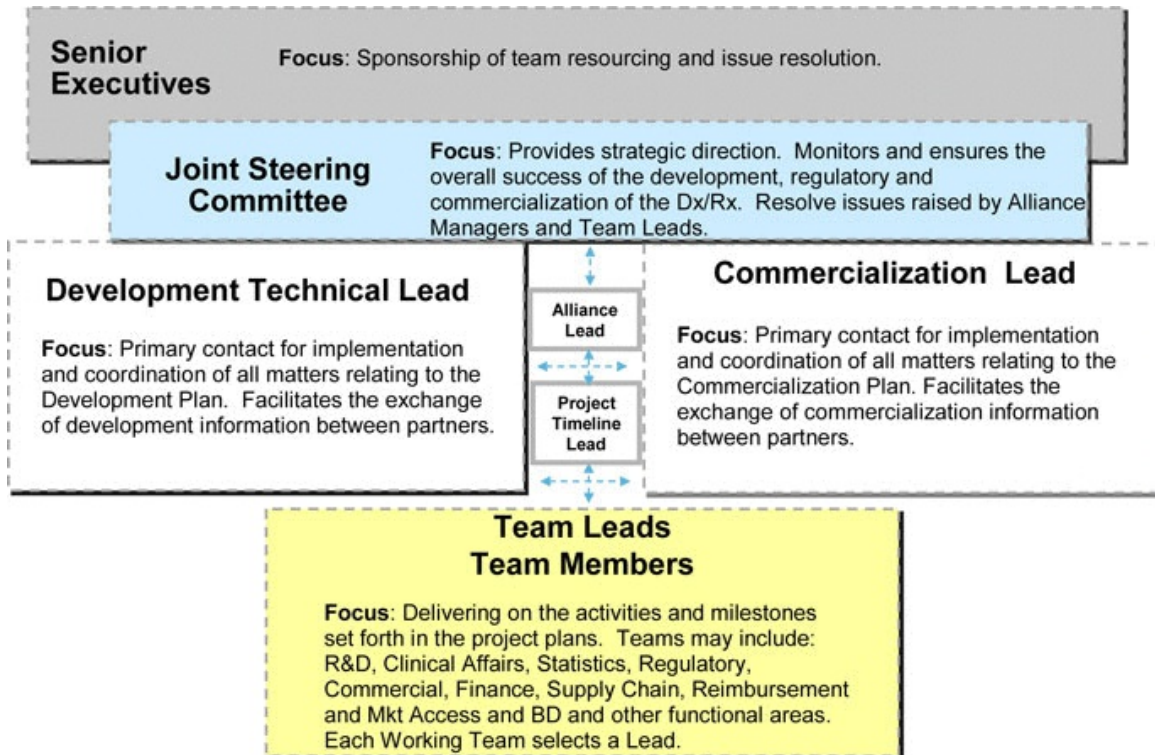 Senior
Executives
Focus: Sponsorship of team resourcing and issue resolution.
Joint Steering
Committee
Focus: Provides strategic direction. Monitors and ensures the
overall success of the development, regulatory and
commercialization of the Dx/Rx. Resolve issues raised by Alliance
Managers and Team Leads.
Development Technical Lead
Focus: Primary contact for implementation
and coordination of all matters relating to the
Development Plan. Facilitates the exchange
of development information between partners.
Alliance
Lead
Project
Timeline
Lead
Commercialization Lead
Focus: Primary contact for implementation
and coordination of all matters relating to the
Commercialization Plan. Facilitates the
exchange of commercialization information
between partners.
Team Leads
Team Members
Focus: Delivering on the activities and milestones
set forth in the project plans. Teams may include:
R&D, Clinical Affairs, Statistics, Regulatory,
Commercial, Finance, Supply Chain, Reimbursement
and Mkt Access and BD and other functional areas.
Each Working Team selects a Lead.